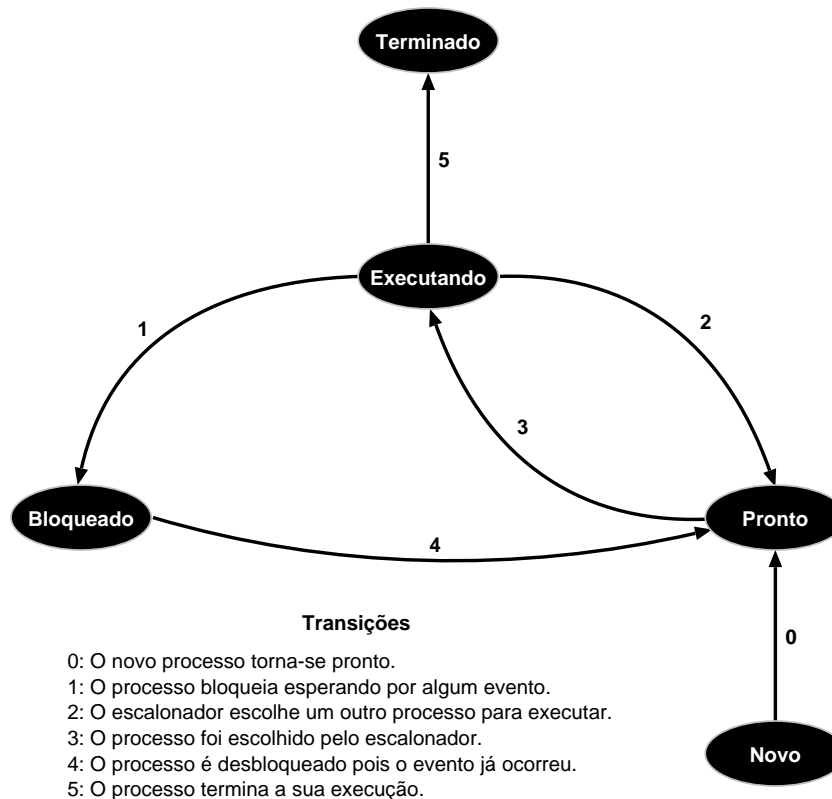 Terminado
5
Executando
1
2
3
Bloqueado
Pronto
4
0
Novo
Transições
0: O novo processo torna-se pronto.
1: O processo bloqueia esperando por algum evento.
2: O escalonador escolhe um outro processo para executar.
3: O processo foi escolhido pelo escalonador.
4: O processo é desbloqueado pois o evento já ocorreu.
5: O processo termina a sua execução.